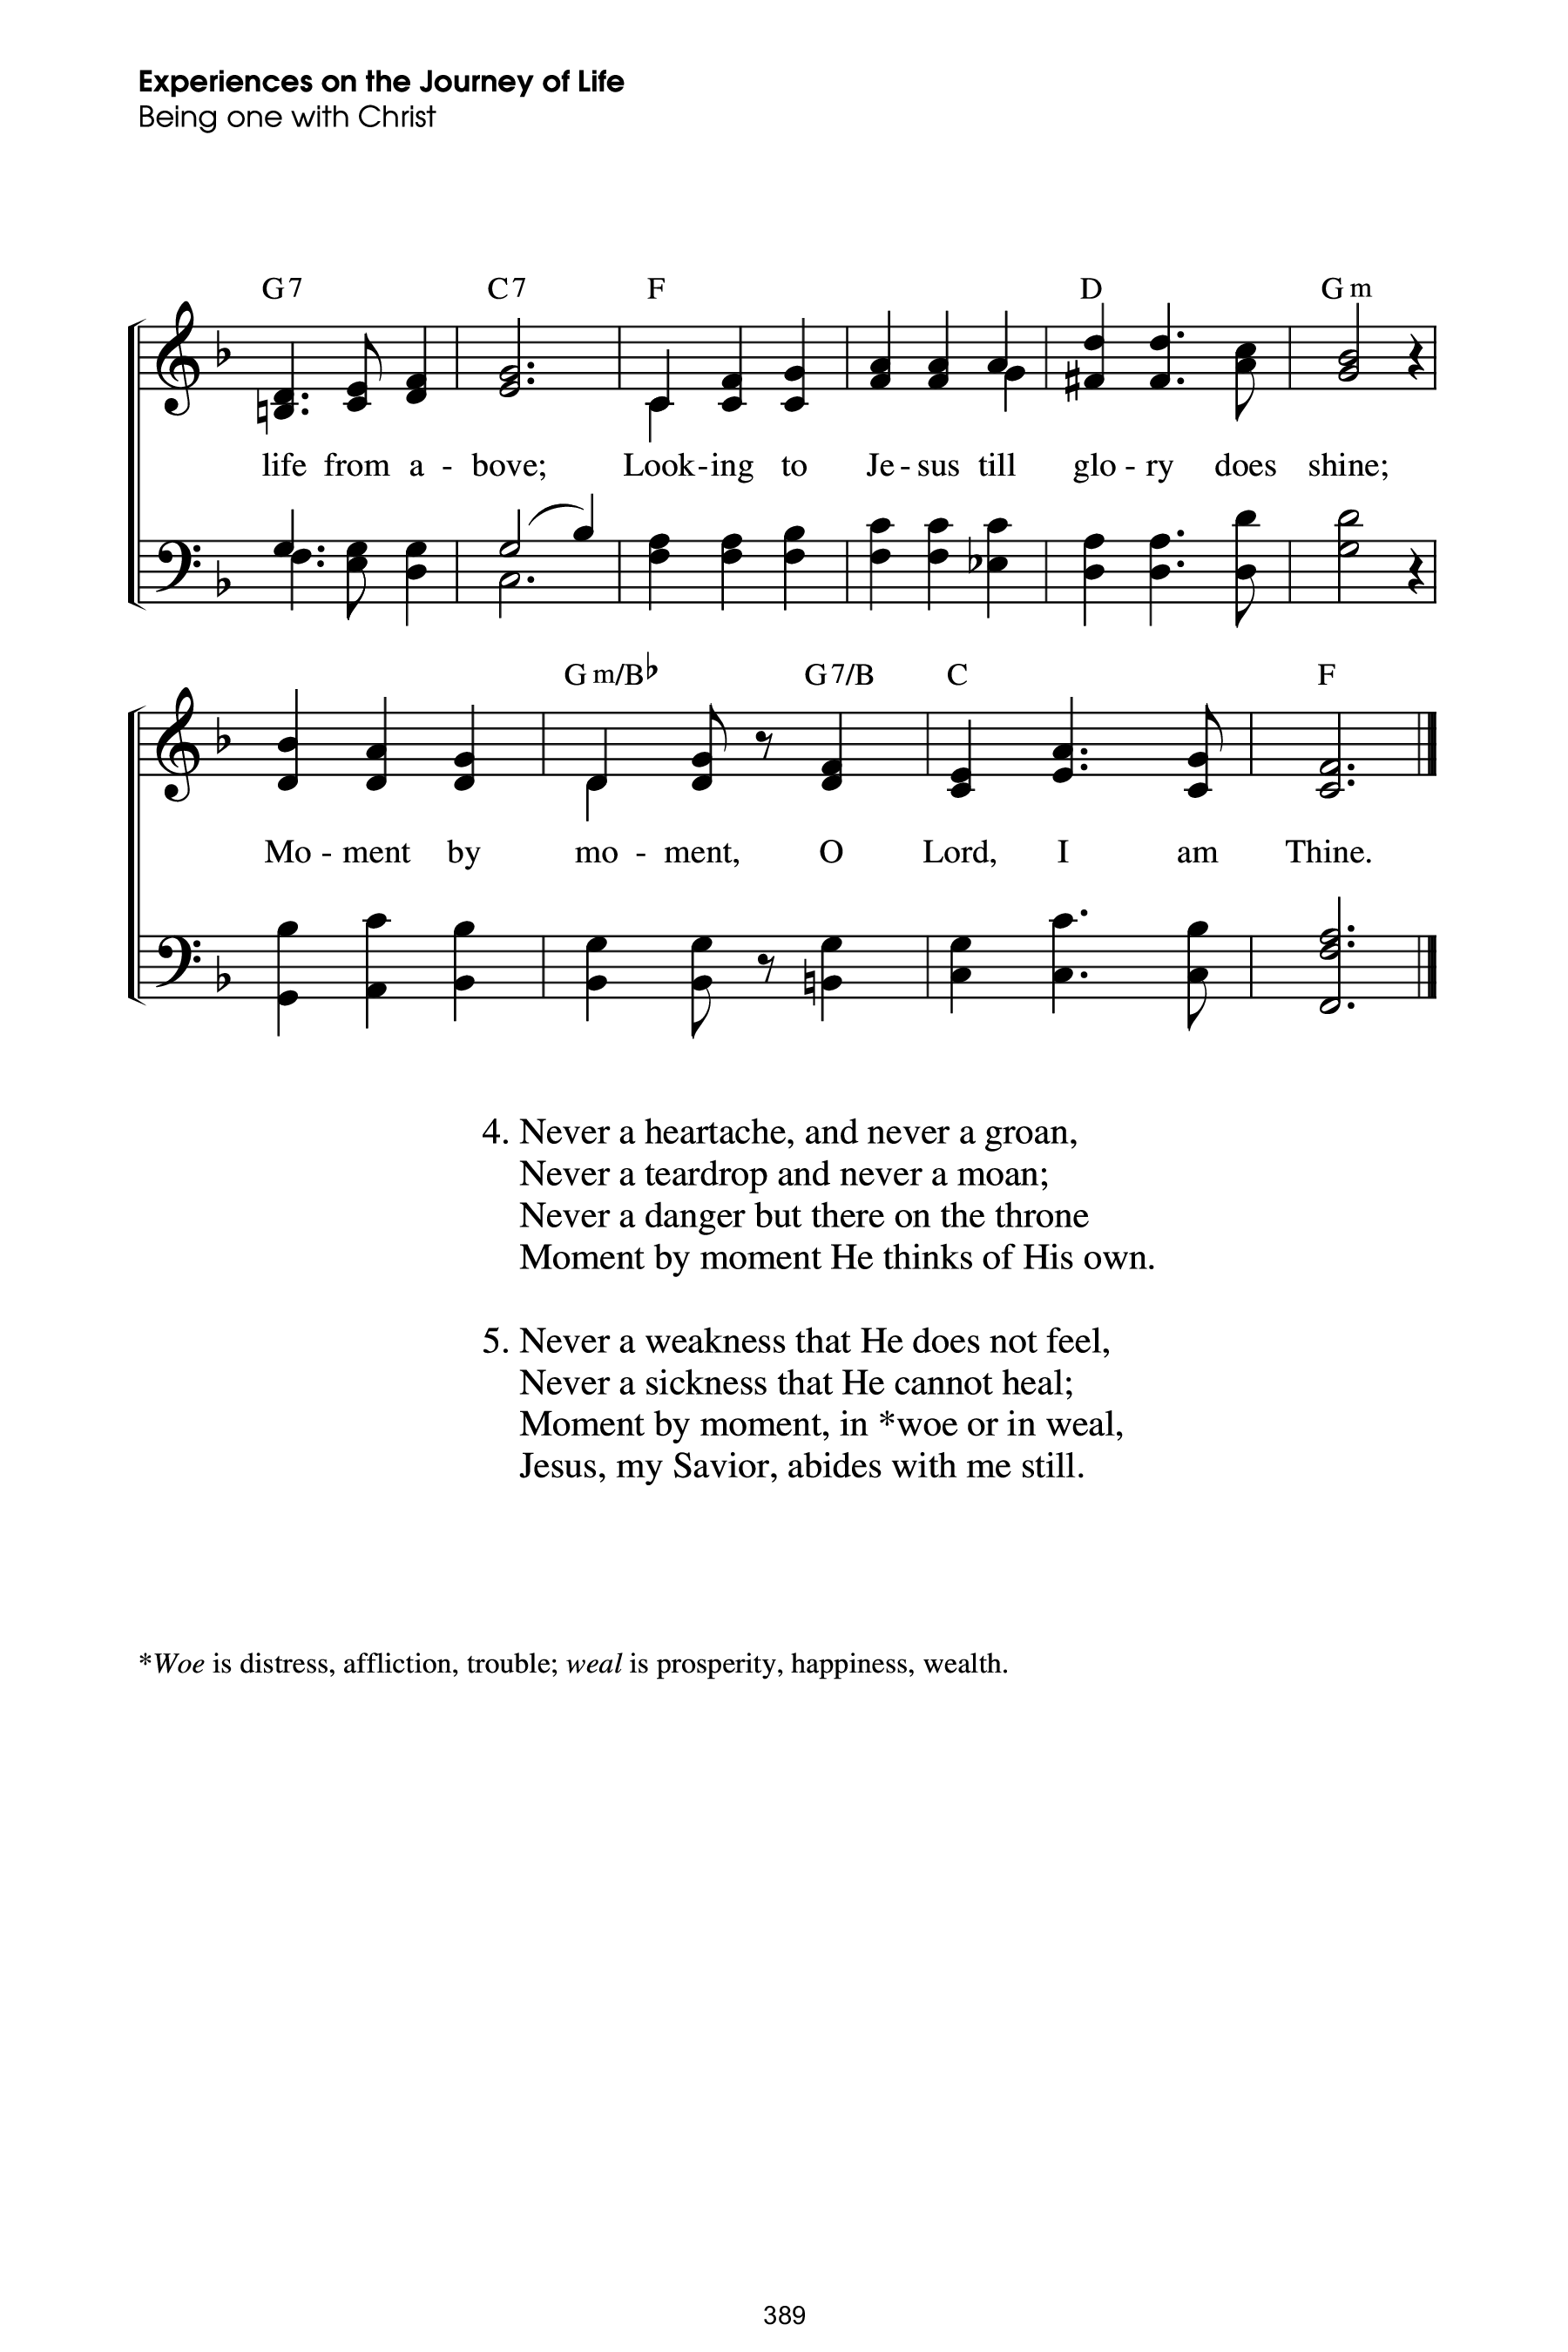 Experiences on the Journey of Life
Being one with Christ
G7 C7 F D Gm
life from a - bove; Look-ing to Je - sus till glo - ry does shine;
Gm/B♭ G7/B C F
Mo - ment by mo - ment, O Lord, I am Thine.
4. Never a heartache, and never a groan,
Never a teardrop and never a moan;
Never a danger but there on the throne
Moment by moment He thinks of His own.
5. Never a weakness that He does not feel,
Never a sickness that He cannot heal;
Moment by moment, in *woe or in weal,
Jesus, my Savior, abides with me still.
*Woe is distress, affliction, trouble; weal is prosperity, happiness, wealth.
389